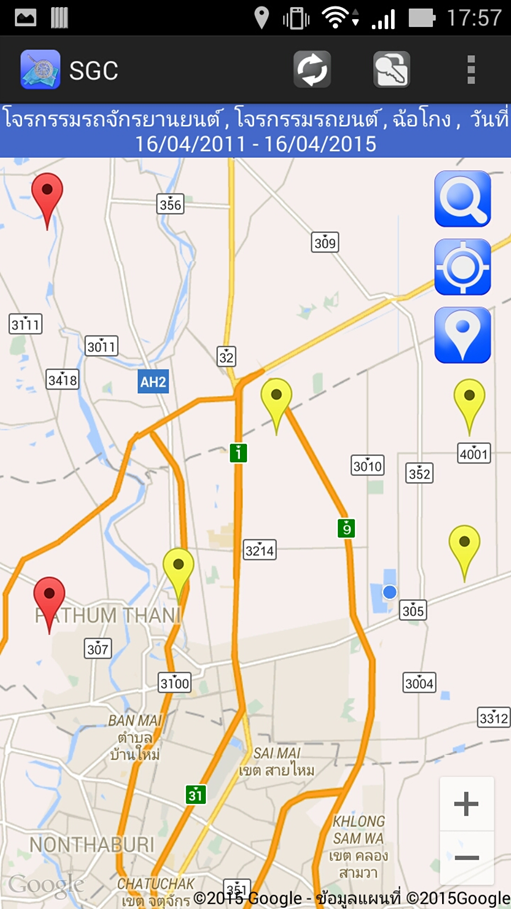 17:57
SGC
โจรกรรมรถจักรยานยนต์ , โจรกรรมรถยนต์ , ฉ้อโกง , วันที่
16/04/2011 - 16/04/2015
356
309
3111
3011
32
3418
AH2
1
4001
3010
352
9
3214
305
PATHUM THANI
307
3100
3004
3312
BAN MAI
ตำบล
บ้านใหม่
SAI MAI
เขต สายไหม
31
KHLONG
SAM WA
เขต คลอง
สามวา
NONTHABURI
CHATUCHAK
เขต จตุจักร
351
Google
©2015 Google - ข้อมูลแผนที่ ©2015Google
+
−